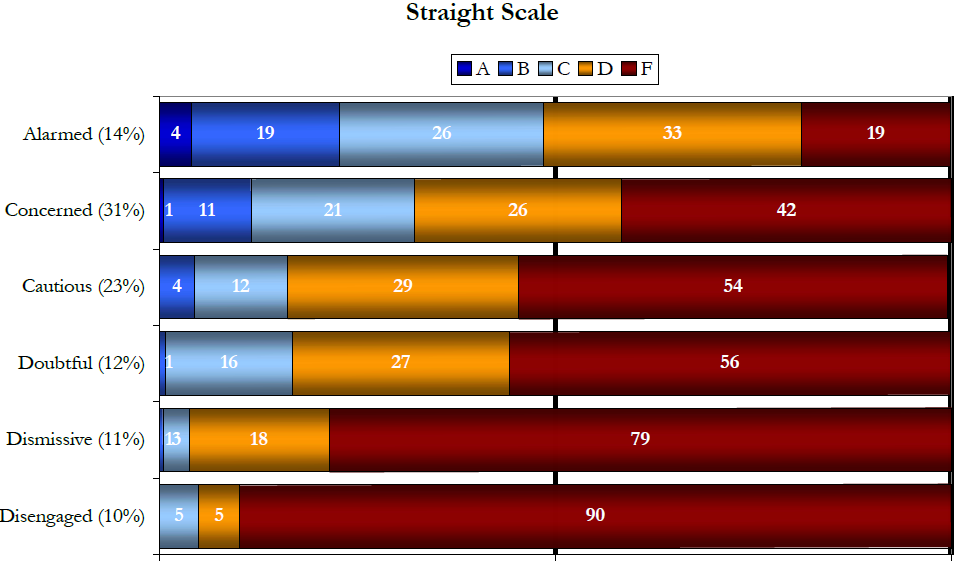 Straight Scale
A B C D F
Alarmed (14%) 4 19 26 33 19
Concerned (31%) 1 11 21 26 42
Cautious (23%) 4 12 29 54
Doubtful (12%) 1 16 27 56
Dismissive (11%) 1 3 18 79
Disengaged (10%) 5 5 90